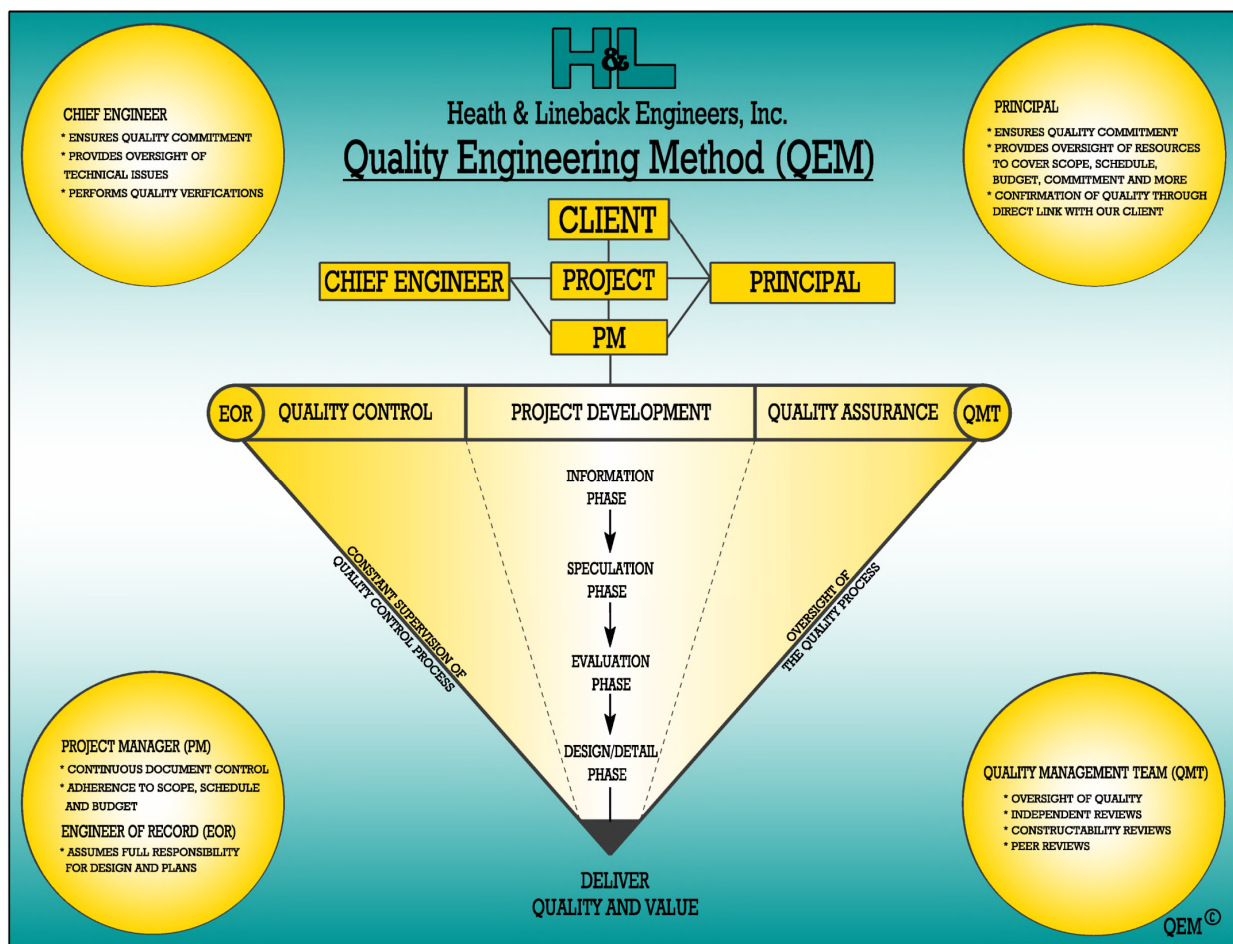 H&L
Heath & Lineback Engineers, Inc.
Quality Engineering Method (QEM)
CHIEF ENGINEER
* ENSURES QUALITY COMMITMENT
* PROVIDES OVERSIGHT OF
TECHNICAL ISSUES
* PERFORMS QUALITY VERIFICATIONS
PRINCIPAL
* ENSURES QUALITY COMMITMENT
* PROVIDES OVERSIGHT OF RESOURCES
TO COVER SCOPE, SCHEDULE,
BUDGET, COMMITMENT AND MORE
* CONFIRMATION OF QUALITY THROUGH
DIRECT LINK WITH OUR CLIENT
CLIENT
CHIEF ENGINEER
PROJECT
PRINCIPAL
PM
EOR
QUALITY CONTROL
PROJECT DEVELOPMENT
QUALITY ASSURANCE
QMT
INFORMATION
PHASE
SPECULATION
PHASE
EVALUATION
PHASE
DESIGN/DETAIL
PHASE
CONSTANT SUPERVISION OF
QUALITY CONTROL PROCESS
OVERSIGHT OF
THE QUALITY PROCESS
PROJECT MANAGER (PM)
* CONTINUOUS DOCUMENT CONTROL
* ADHERENCE TO SCOPE, SCHEDULE
AND BUDGET
ENGINEER OF RECORD (EOR)
* ASSUMES FULL RESPONSIBILITY
FOR DESIGN AND PLANS
QUALITY MANAGEMENT TEAM (QMT)
* OVERSIGHT OF QUALITY
* INDEPENDENT REVIEWS
* CONSTRUCTABILITY REVIEWS
* PEER REVIEWS
DELIVER
QUALITY AND VALUE
QEM ©